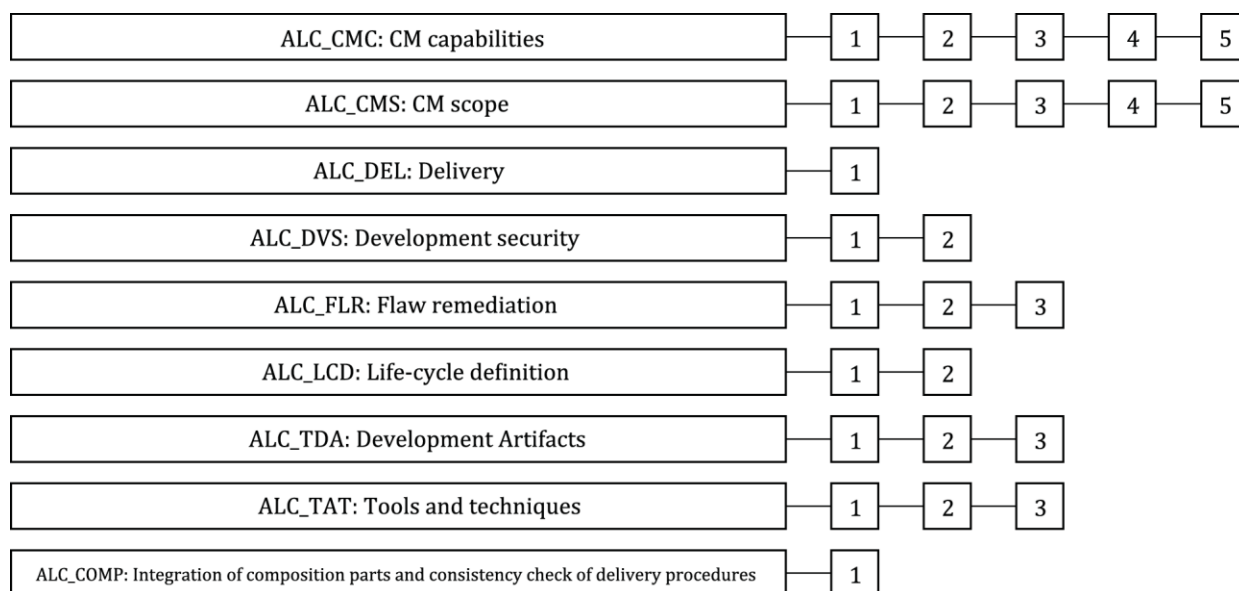 ALC_CMC: CM capabilities 1 2 3 4 5
ALC_CMS: CM scope 1 2 3 4 5
ALC_DEL: Delivery 1
ALC_DVS: Development security 1 2
ALC_FLR: Flaw remediation 1 2 3
ALC_LCD: Life-cycle definition 1 2
ALC_TDA: Development Artifacts 1 2 3
ALC_TAT: Tools and techniques 1 2 3
ALC_COMP: Integration of composition parts and consistency check of delivery procedures 1